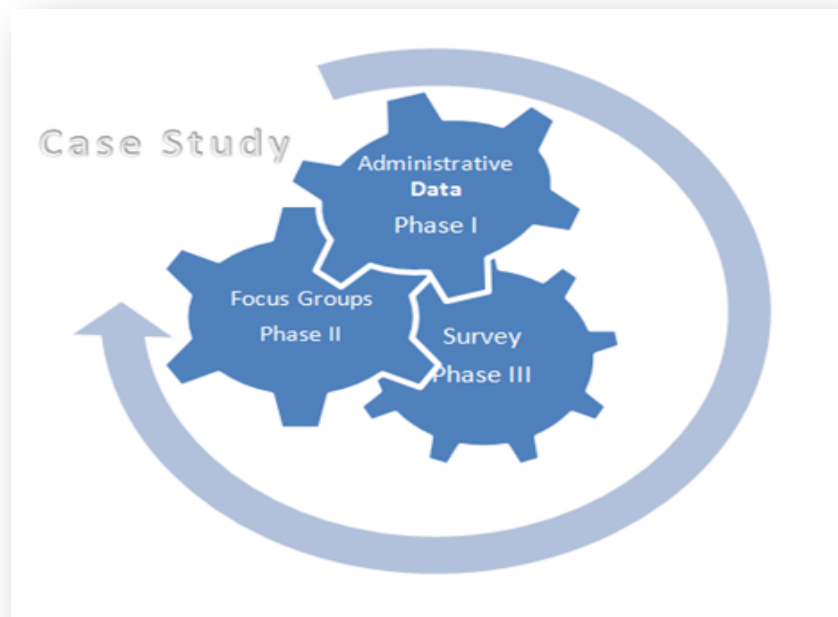 Case Study
Administrative
Data
Phase I
Focus Groups
Phase II
Survey
Phase III